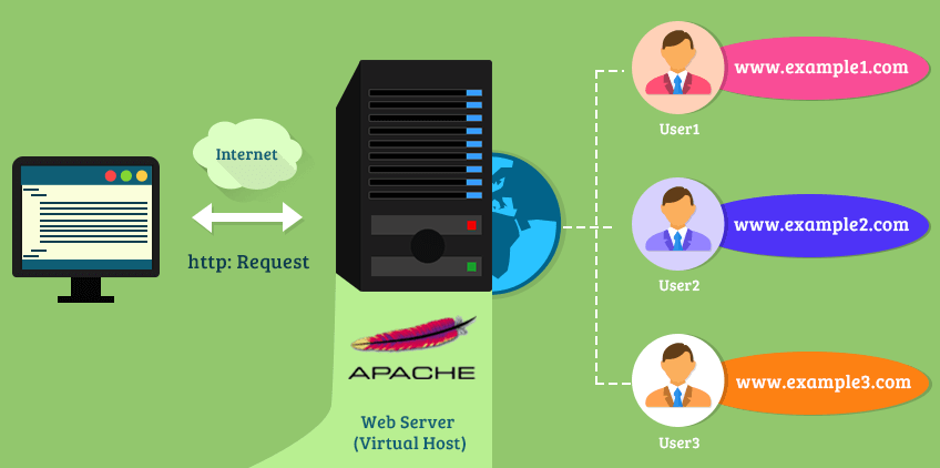 Internet
http: Request
APACHE
Web Server
(Virtual Host)
www.example1.com
User1
www.example2.com
User2
www.example3.com
User3